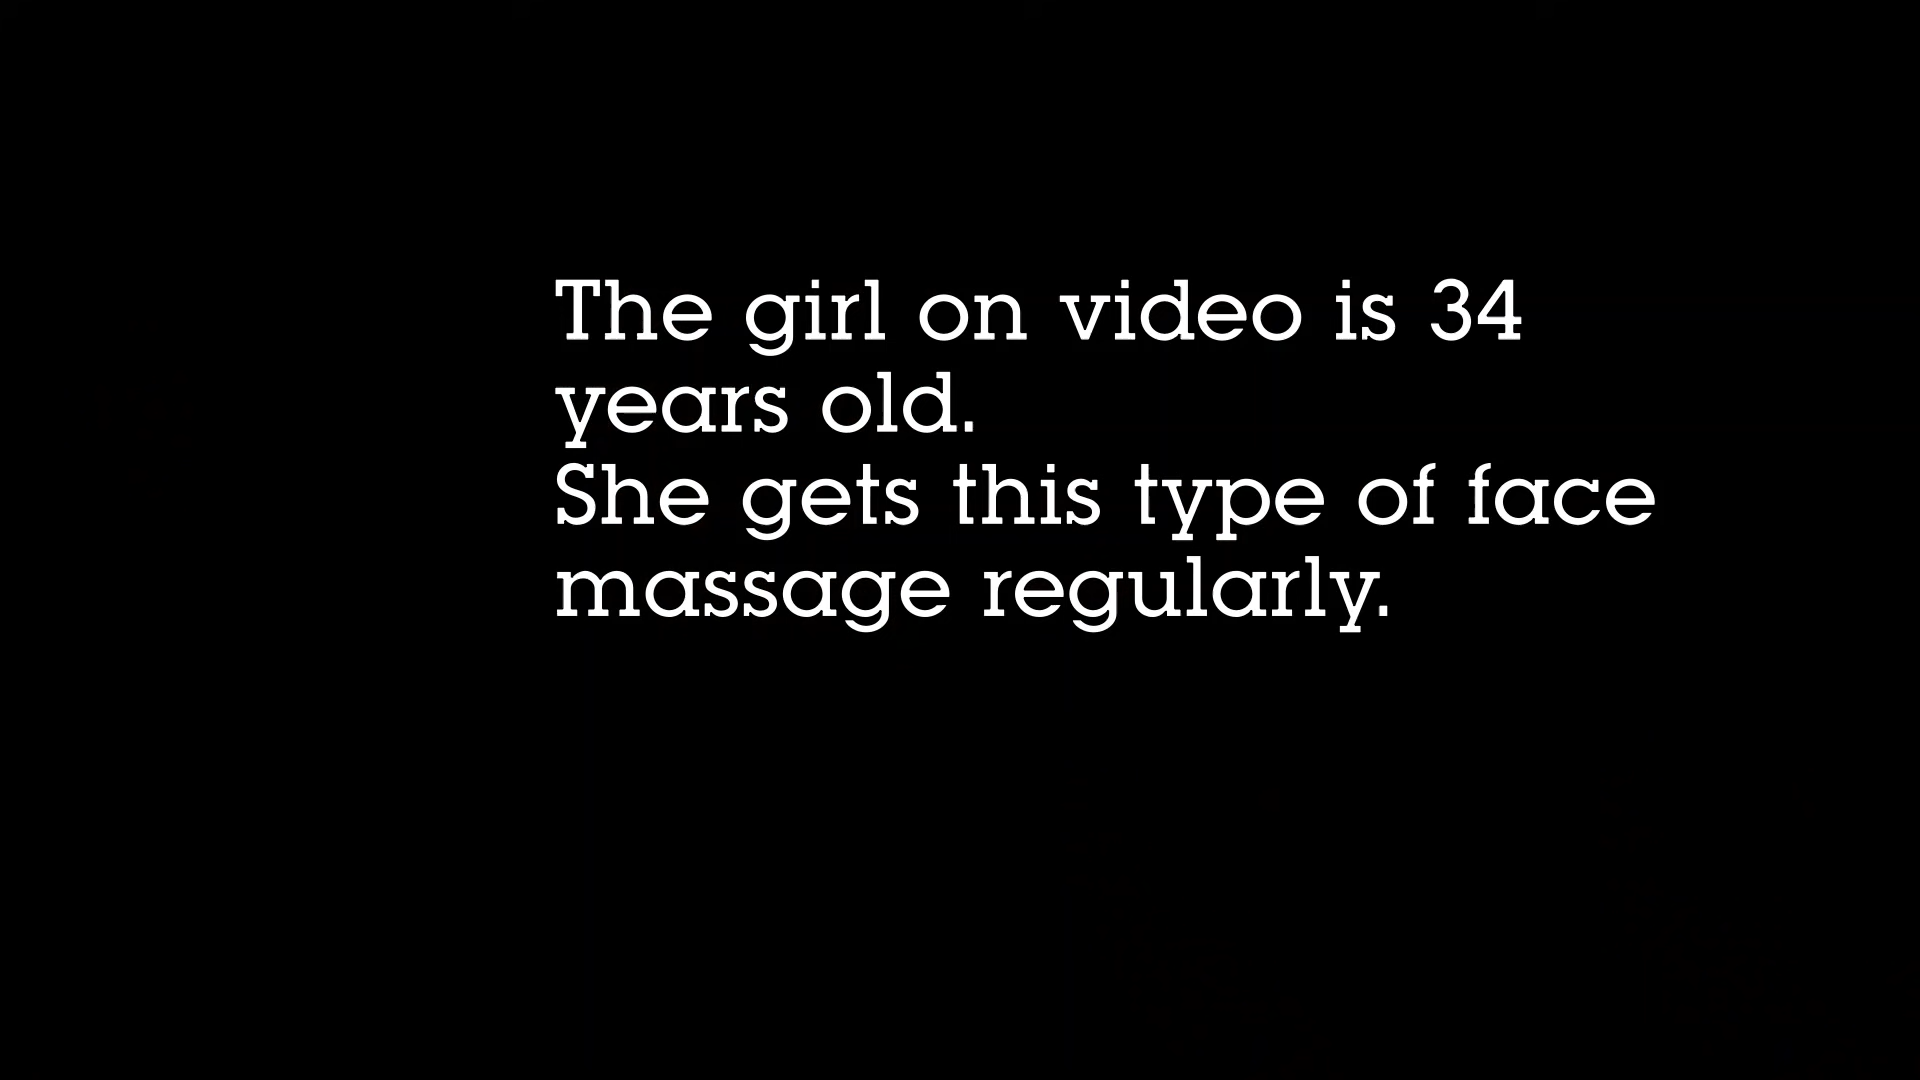 The girl on video is 34
years old.
She gets this type of face
massage regularly.